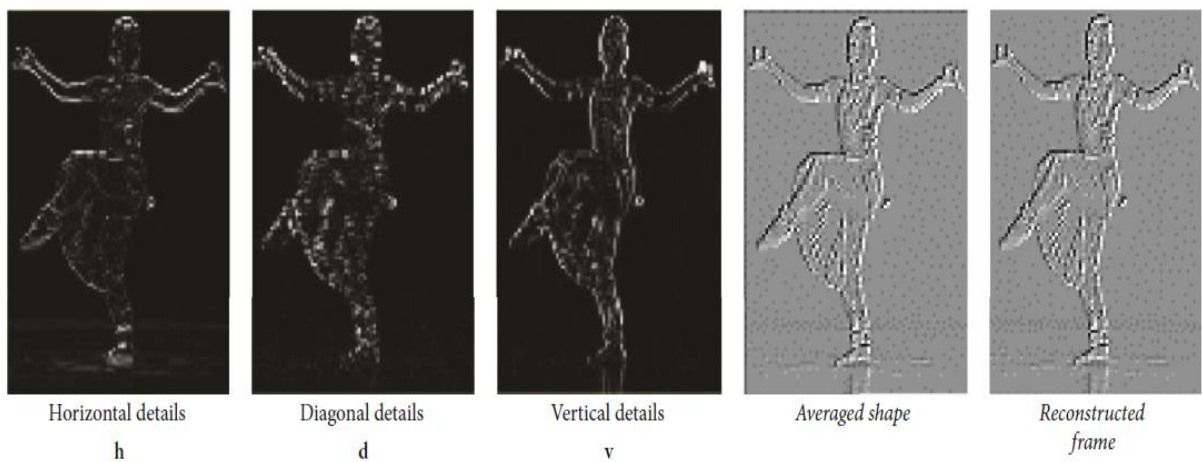 Horizontal details
h
Diagonal details
d
Vertical details
v
Averaged shape
Reconstructed
frame